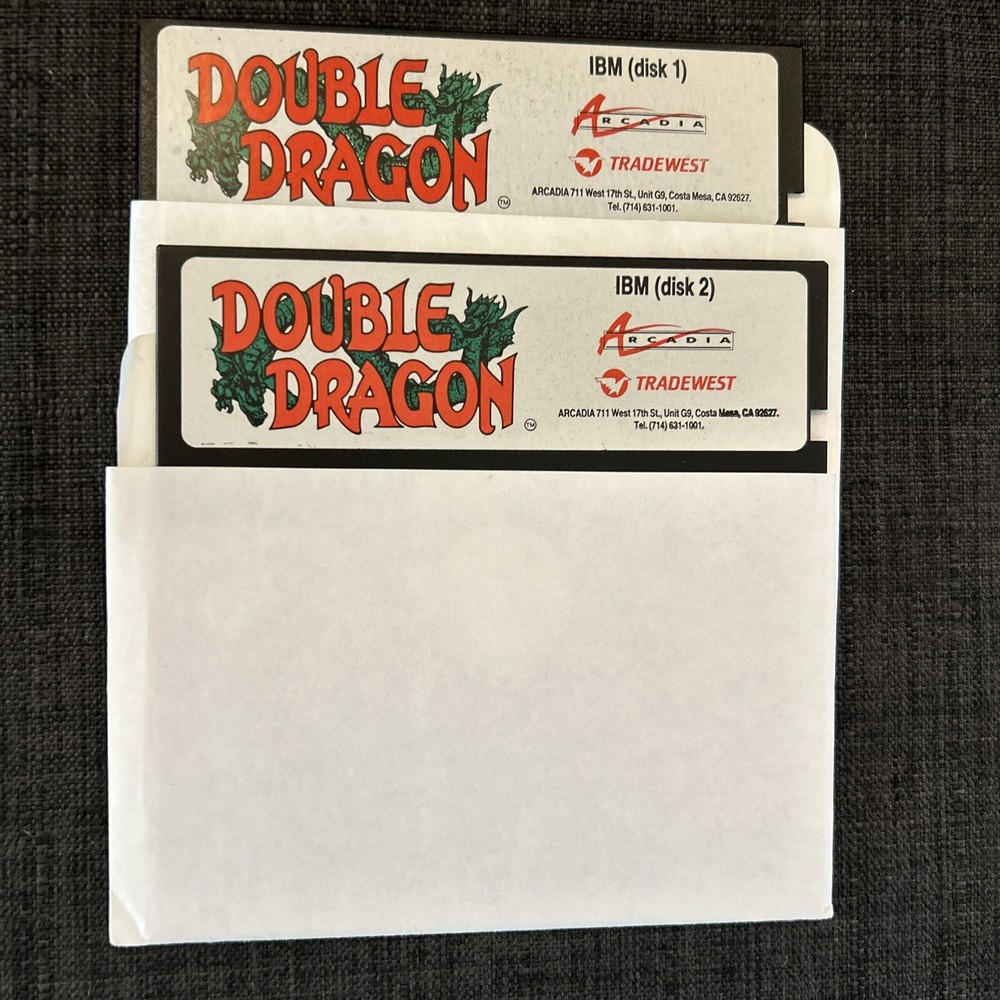 DOUBLE
DRAGON
TM
IBM (disk 1)
ARCADIA
TRADEWEST
ARCADIA 711 West 17th St., Unit G9, Costa Mesa, CA 92627.
Tel. (714) 631-1001.
DOUBLE
DRAGON
TM
IBM (disk 2)
ARCADIA
TRADEWEST
ARCADIA 711 West 17th St., Unit G9, Costa Mesa, CA 92627.
Tel. (714) 631-1001.